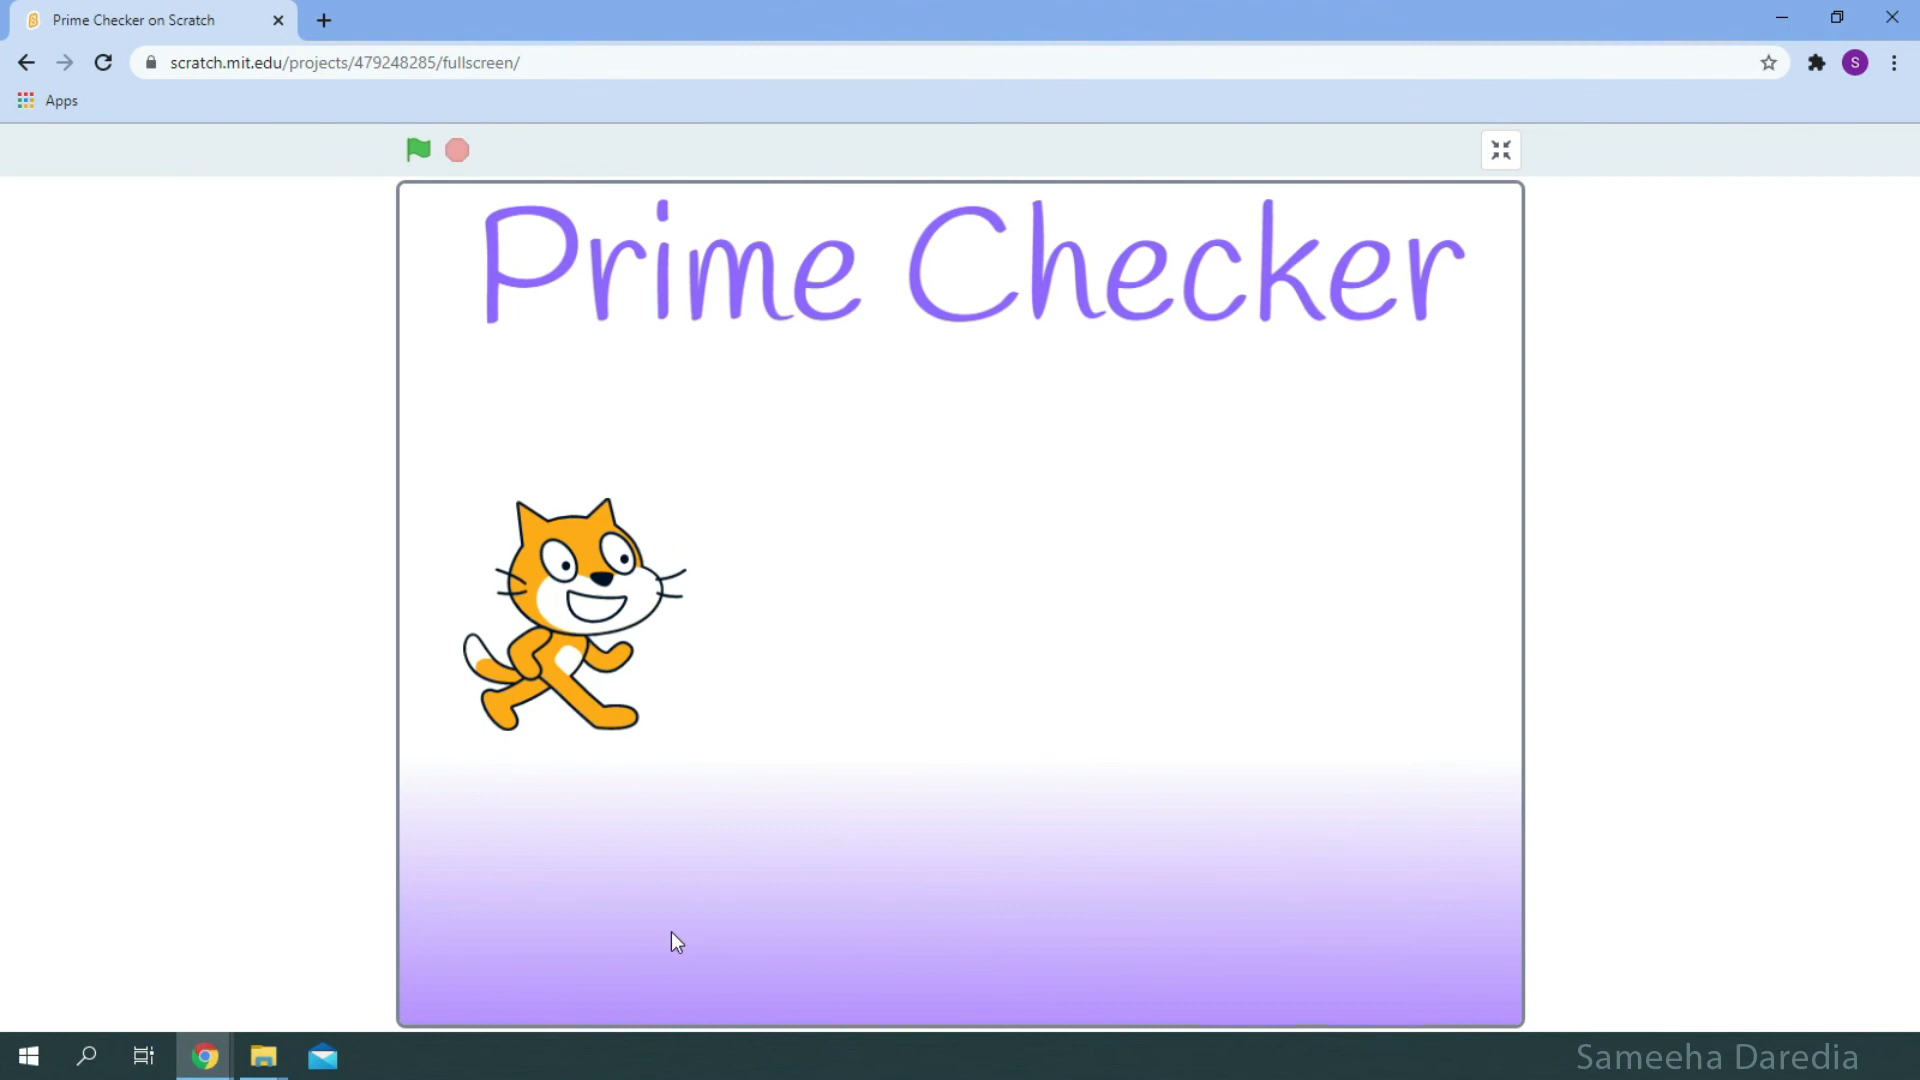 Prime Checker on Scratch
scratch.mit.edu/projects/479248285/fullscreen/
S
Apps
Prime Checker
Sameeha Daredia